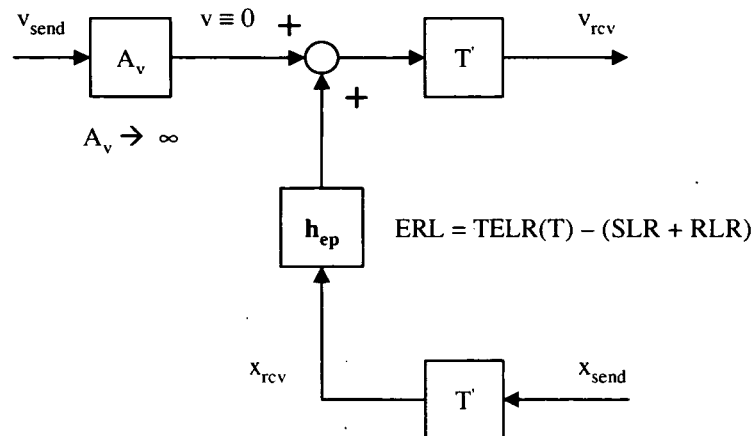 v_send
v ≡ 0
+
v_rcv
A_v
T'
+
A_v → ∞
h_ep
ERL = TELR(T) – (SLR + RLR)
x_rcv
x_send
T'